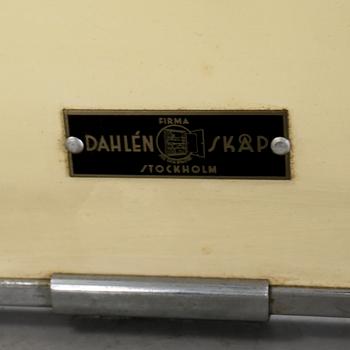 FIRMA
DAHLÉN SKÅP
STOCKHOLM